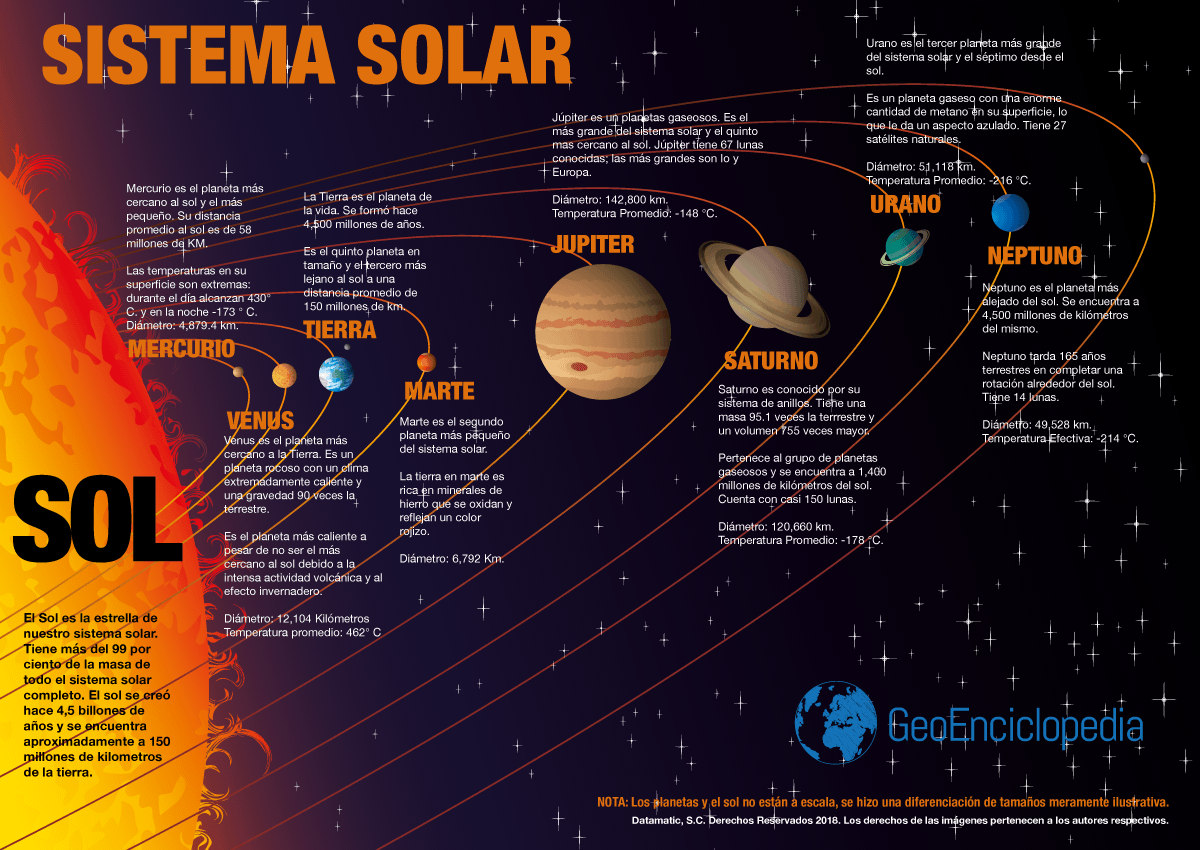 SISTEMA SOLAR
Urano es el tercer planeta más grande
del sistema solar y el séptimo desde el
sol.
Es un planeta gaseso con una enorme
cantidad de metano en su superficie, lo
que le da un aspecto azulado. Tiene 27
satélites naturales.
Diámetro: 51,118 km.
Temperatura Promedio: -216 °C.
URANO
Júpiter es un planetas gaseosos. Es el
más grande del sistema solar y el quinto
mas cercano al sol. Júpiter tiene 67 lunas
conocidas; las más grandes son Io y
Europa.
Diámetro: 142,800 km.
Temperatura Promedio: -148 °C.
JUPITER
Mercurio es el planeta más
cercano al sol y el más
pequeño. Su distancia
promedio al sol es de 58
millones de KM.
Las temperaturas en su
superficie son extremas:
durante el día alcanzan 430°
C. y en la noche -173 ° C.
Diámetro: 4,879.4 km.
MERCURIO
La Tierra es el planeta de
la vida. Se formó hace
4,500 millones de años.
Es el quinto planeta en
tamaño y el tercero más
lejano al sol a una
distancia promedio de
150 millones de km.
TIERRA
NEPTUNO
Neptuno es el planeta más
alejado del sol. Se encuentra a
4,500 millones de kilómetros
del mismo.
Neptuno tarda 165 años
terrestres en completar una
rotación alrededor del sol.
Tiene 14 lunas.
Diámetro: 49,528 km.
Temperatura Efectiva: -214 °C.
SATURNO
Saturno es conocido por su
sistema de anillos. Tiene una
masa 95.1 veces la terrrestre y
un volumen 755 veces mayor.
Pertenece al grupo de planetas
gaseosos y se encuentra a 1,400
millones de kilómetros del sol.
Cuenta con casi 150 lunas.
Diámetro: 120,660 km.
Temperatura Promedio: -178 °C.
MARTE
Marte es el segundo
planeta más pequeño
del sistema solar.
La tierra en marte es
rica en minerales de
hierro que se oxidan y
reflejan un color
rojizo.
Diámetro: 6,792 Km.
VENUS
Venus es el planeta más
cercano a la Tierra. Es un
planeta rocoso con un clima
extremadamente caliente y
una gravedad 90 veces la
terrestre.
Es el planeta más caliente a
pesar de no ser el más
cercano al sol debido a la
intensa actividad volcánica y al
efecto invernadero.
Diámetro: 12,104 Kilómetros
Temperatura promedio: 462° C
SOL
El Sol es la estrella de
nuestro sistema solar.
Tiene más del 99 por
ciento de la masa de
todo el sistema solar
completo. El sol se creó
hace 4,5 billones de
años y se encuentra
aproximadamente a 150
millones de kilometros
de la tierra.
GeoEnciclopedia
NOTA: Los planetas y el sol no están a escala, se hizo una diferenciación de tamaños meramente ilustrativa.
Datamatic, S.C. Derechos Reservados 2018. Los derechos de las imágenes pertenecen a los autores respectivos.